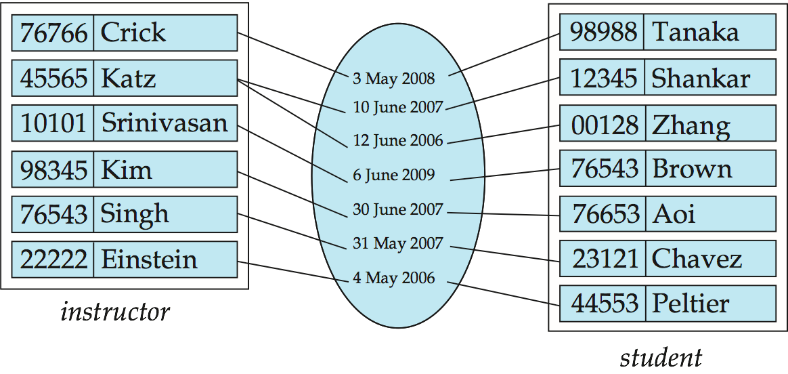 76766 Crick
45565 Katz
10101 Srinivasan
98345 Kim
76543 Singh
22222 Einstein
instructor
3 May 2008
10 June 2007
12 June 2006
6 June 2009
30 June 2007
31 May 2007
4 May 2006
98988 Tanaka
12345 Shankar
00128 Zhang
76543 Brown
76653 Aoi
23121 Chavez
44553 Peltier
student